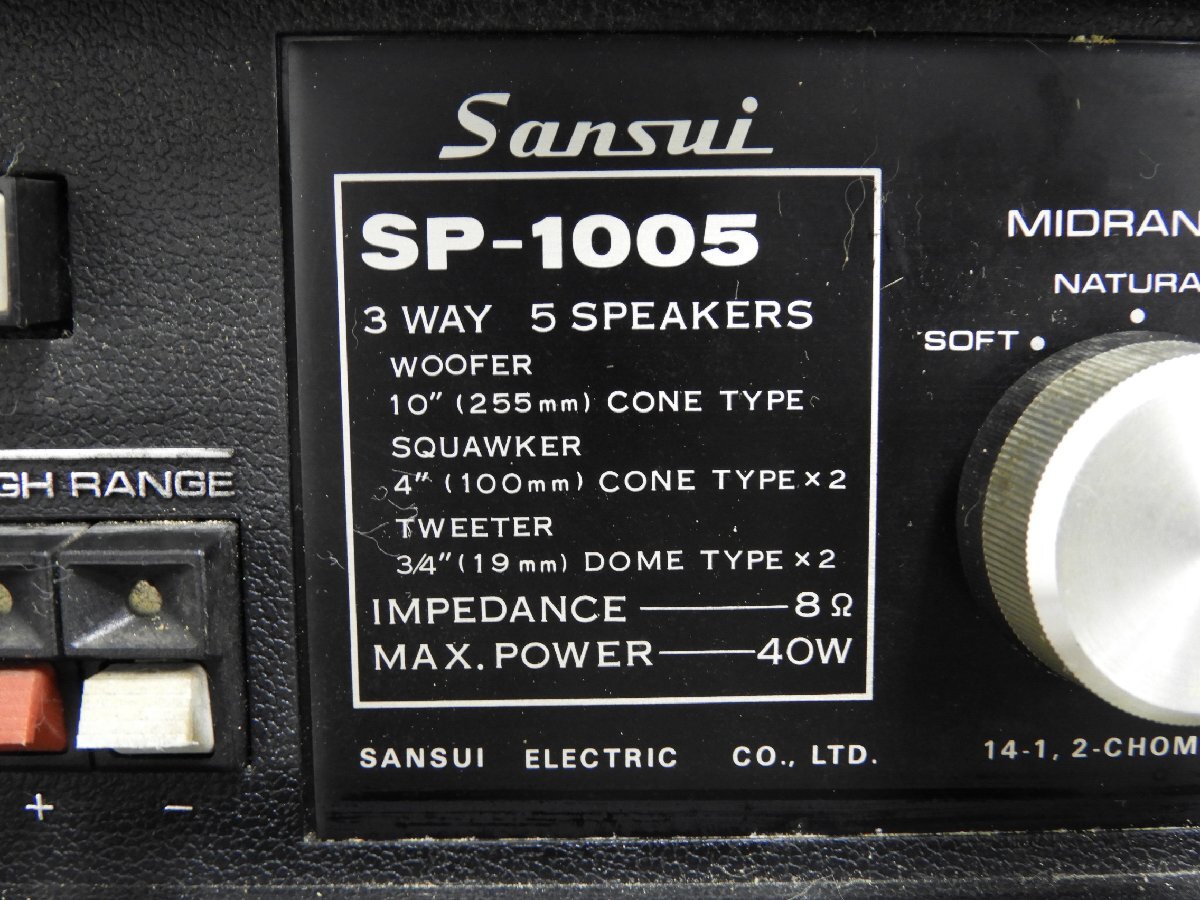 Sansui
SP-1005
3 WAY 5 SPEAKERS
WOOFER
10" (255mm) CONE TYPE
SQUAWKER
4" (100mm) CONE TYPE × 2
TWEETER
3/4" (19mm) DOME TYPE × 2
IMPEDANCE — 8 Ω
MAX. POWER — 40W
SANSUI ELECTRIC CO., LTD.
GH RANGE
+ −
MIDRAN
NATURA
SOFT
14-1, 2-CHOM